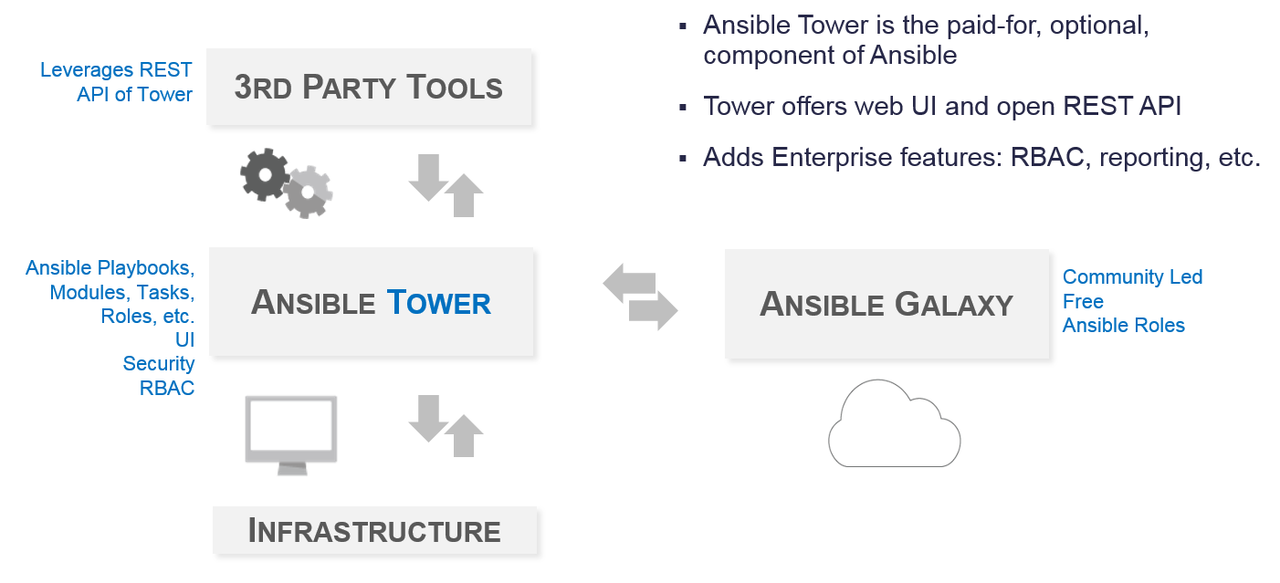 ▪ Ansible Tower is the paid-for, optional,
component of Ansible
▪ Tower offers web UI and open REST API
▪ Adds Enterprise features: RBAC, reporting, etc.
Leverages REST
API of Tower
3RD PARTY TOOLS
Ansible Playbooks,
Modules, Tasks,
Roles, etc.
UI
Security
RBAC
ANSIBLE TOWER
ANSIBLE GALAXY
Community Led
Free
Ansible Roles
INFRASTRUCTURE